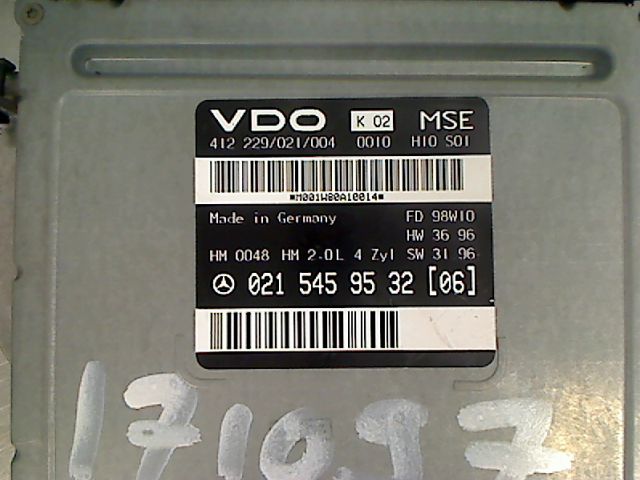 VDO K 02 MSE
412 229/021/004 0010 H10 S01
*M001W80A10014*
Made in Germany FD 98W10
HW 36 96
HM 0048 HM 2.0L 4 Zyl SW 31 96
021 545 95 32 [06]
171097